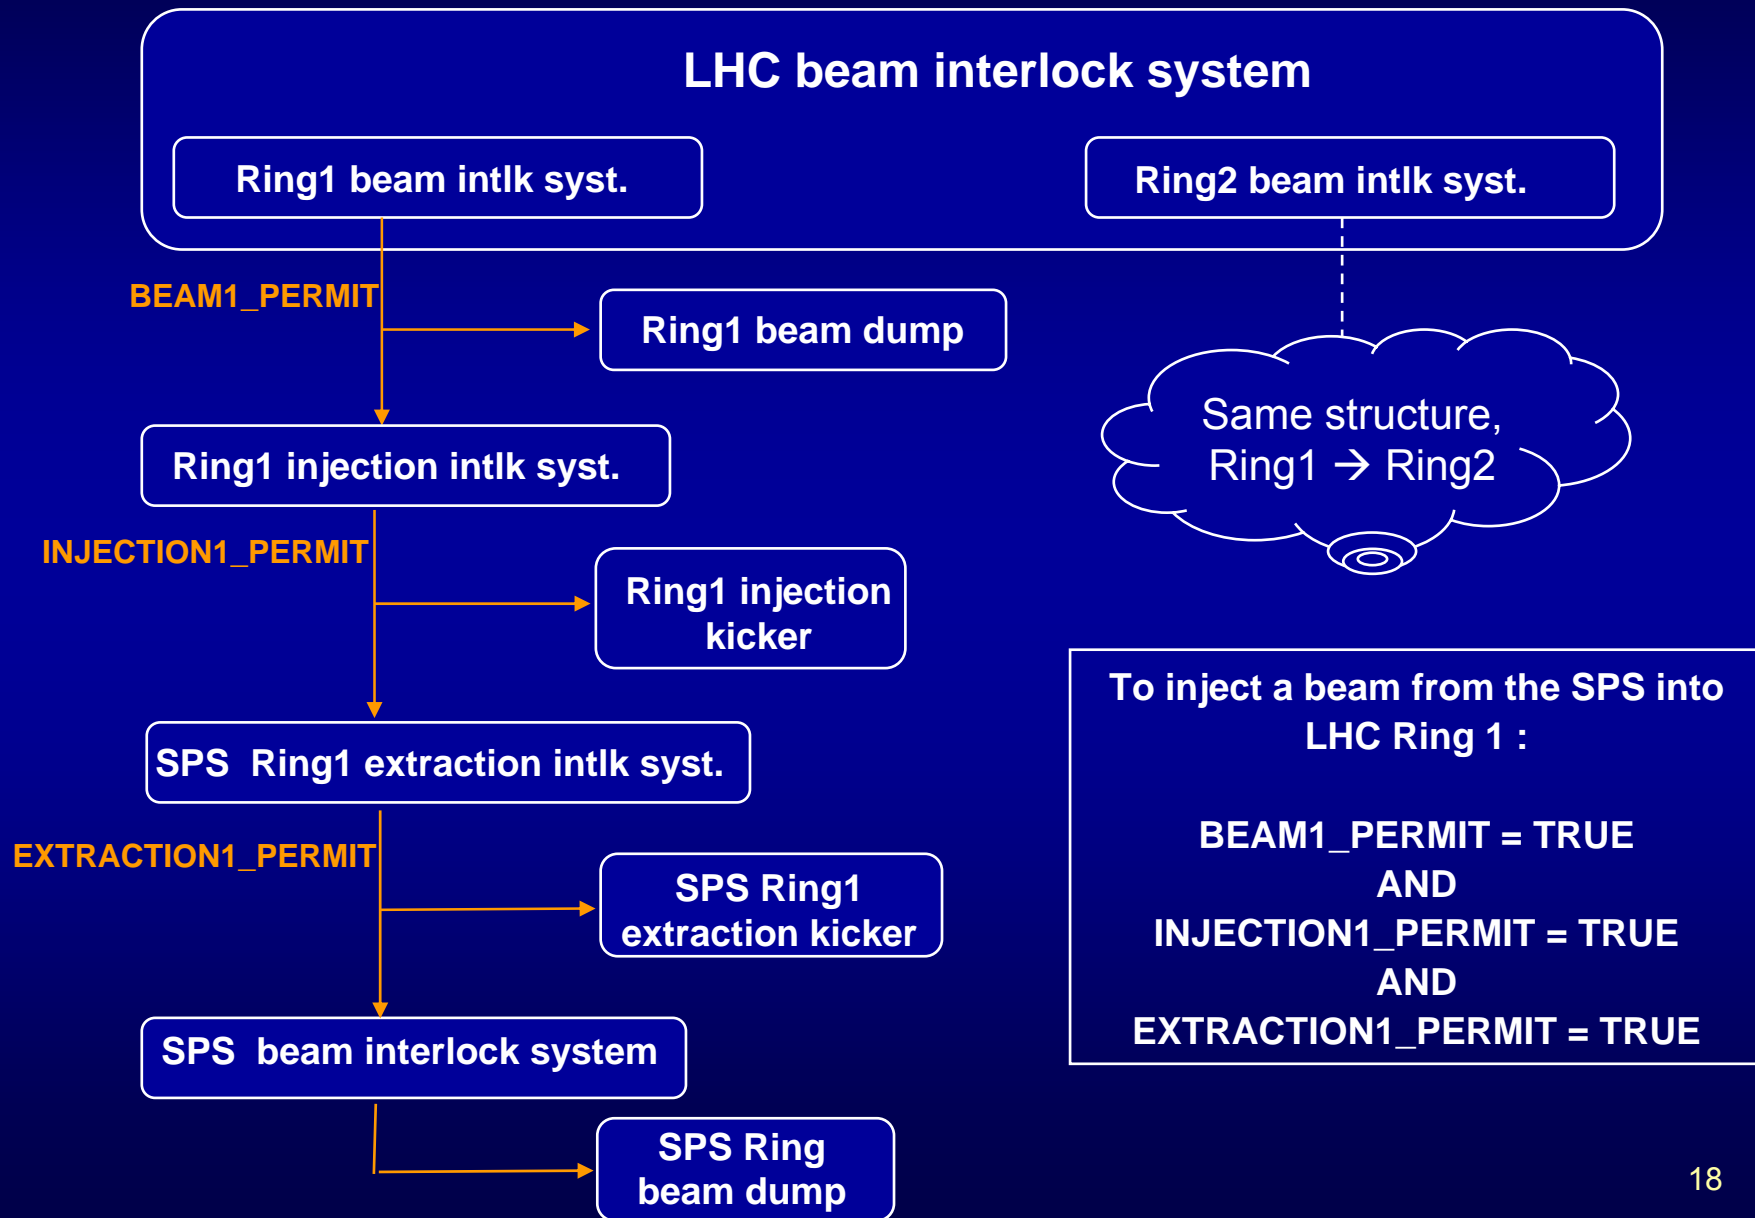 LHC beam interlock system
Ring1 beam intlk syst.
Ring2 beam intlk syst.
BEAM1_PERMIT
Ring1 beam dump
Same structure,
Ring1 → Ring2
Ring1 injection intlk syst.
INJECTION1_PERMIT
Ring1 injection
kicker
SPS Ring1 extraction intlk syst.
EXTRACTION1_PERMIT
SPS Ring1
extraction kicker
SPS beam interlock system
SPS Ring
beam dump
To inject a beam from the SPS into
LHC Ring 1 :
BEAM1_PERMIT = TRUE
AND
INJECTION1_PERMIT = TRUE
AND
EXTRACTION1_PERMIT = TRUE
18